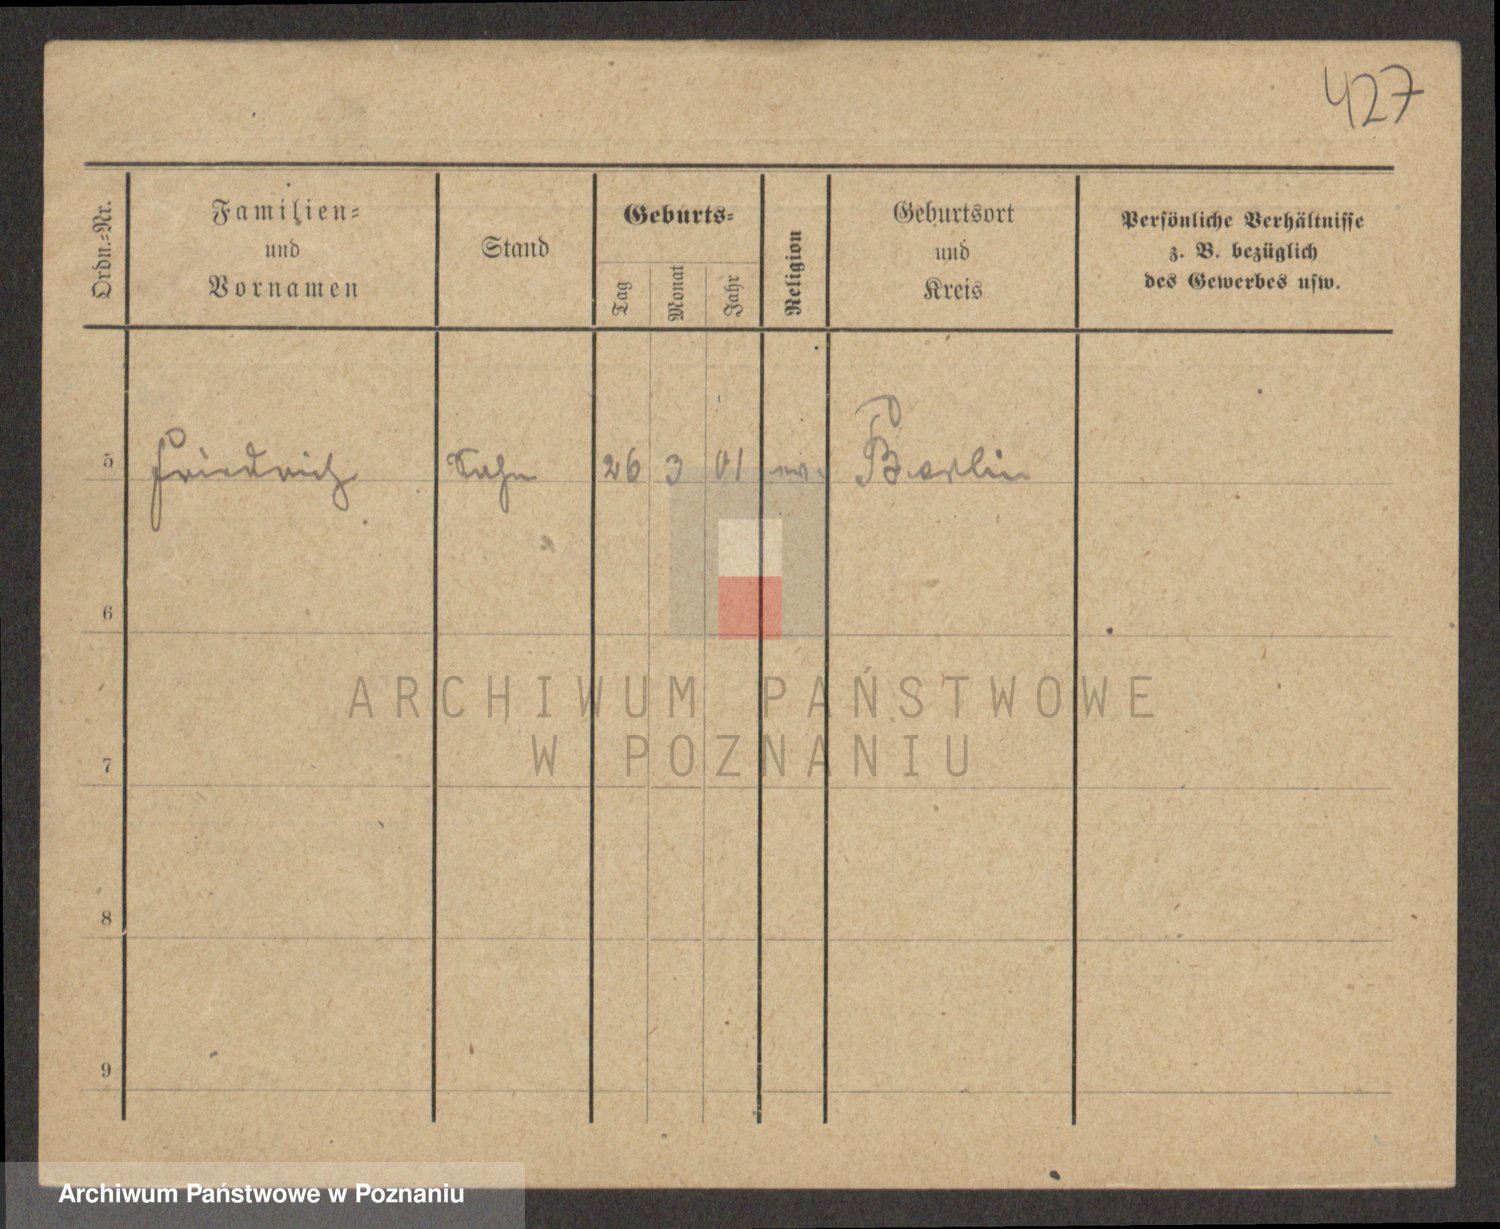 427
Ordn.-Nr.
Familien-
und
Vornamen
Stand
Geburts-
Tag
Monat
Jahr
Religion
Geburtsort
und
Kreis
Persönliche Verhältnisse
z. B. bezüglich
des Gewerbes usw.
5 Friedrich Sohn 26 3 01 ev. Berlin
6
7
8
9
ARCHIWUM PAŃSTWOWE
W POZNANIU
Archiwum Państwowe w Poznaniu